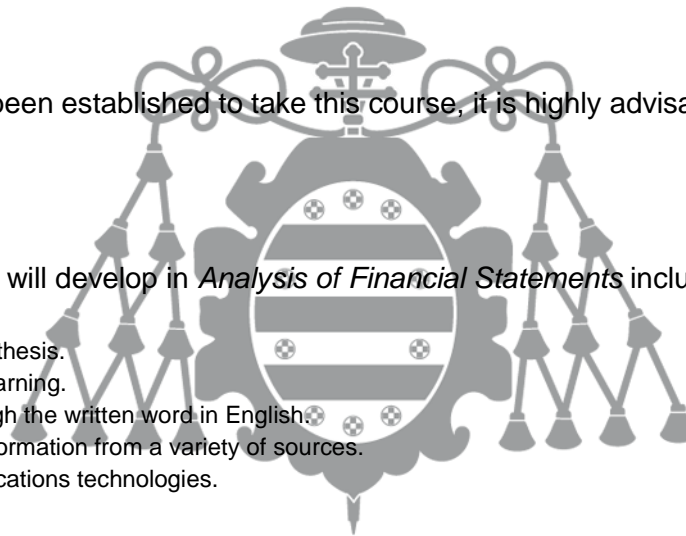 been established to take this course, it is highly advisa
will develop in Analysis of Financial Statements inclu
thesis.
arning.
gh the written word in English.
ormation from a variety of sources.
cations technologies.